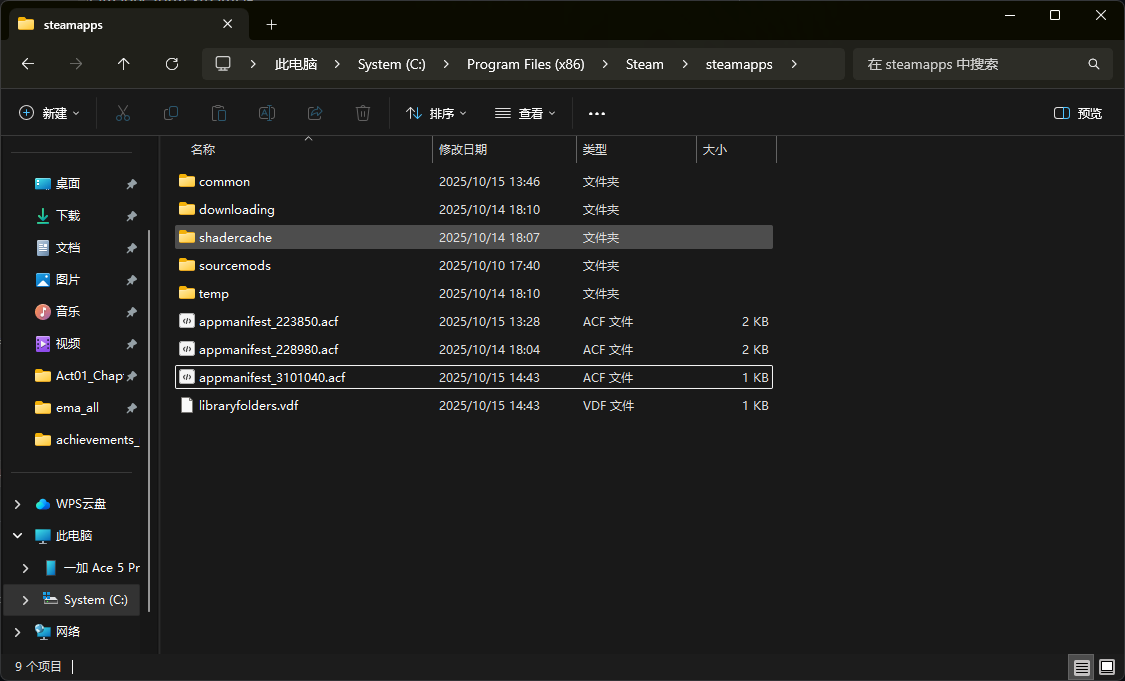 steamapps
此电脑 System (C:) Program Files (x86) Steam steamapps
在 steamapps 中搜索
新建 排序 查看 预览
名称 修改日期 类型 大小
common 2025/10/15 13:46 文件夹
downloading 2025/10/14 18:10 文件夹
shadercache 2025/10/14 18:07 文件夹
sourcemods 2025/10/10 17:40 文件夹
temp 2025/10/14 18:10 文件夹
appmanifest_223850.acf 2025/10/15 13:28 ACF 文件 2 KB
appmanifest_228980.acf 2025/10/14 18:04 ACF 文件 2 KB
appmanifest_3101040.acf 2025/10/15 14:43 ACF 文件 1 KB
libraryfolders.vdf 2025/10/15 14:43 VDF 文件 1 KB
桌面
下载
文档
图片
音乐
视频
Act01_Chap
ema_all
achievements_
WPS云盘
此电脑
一加 Ace 5 Pr
System (C:)
网络
9 个项目